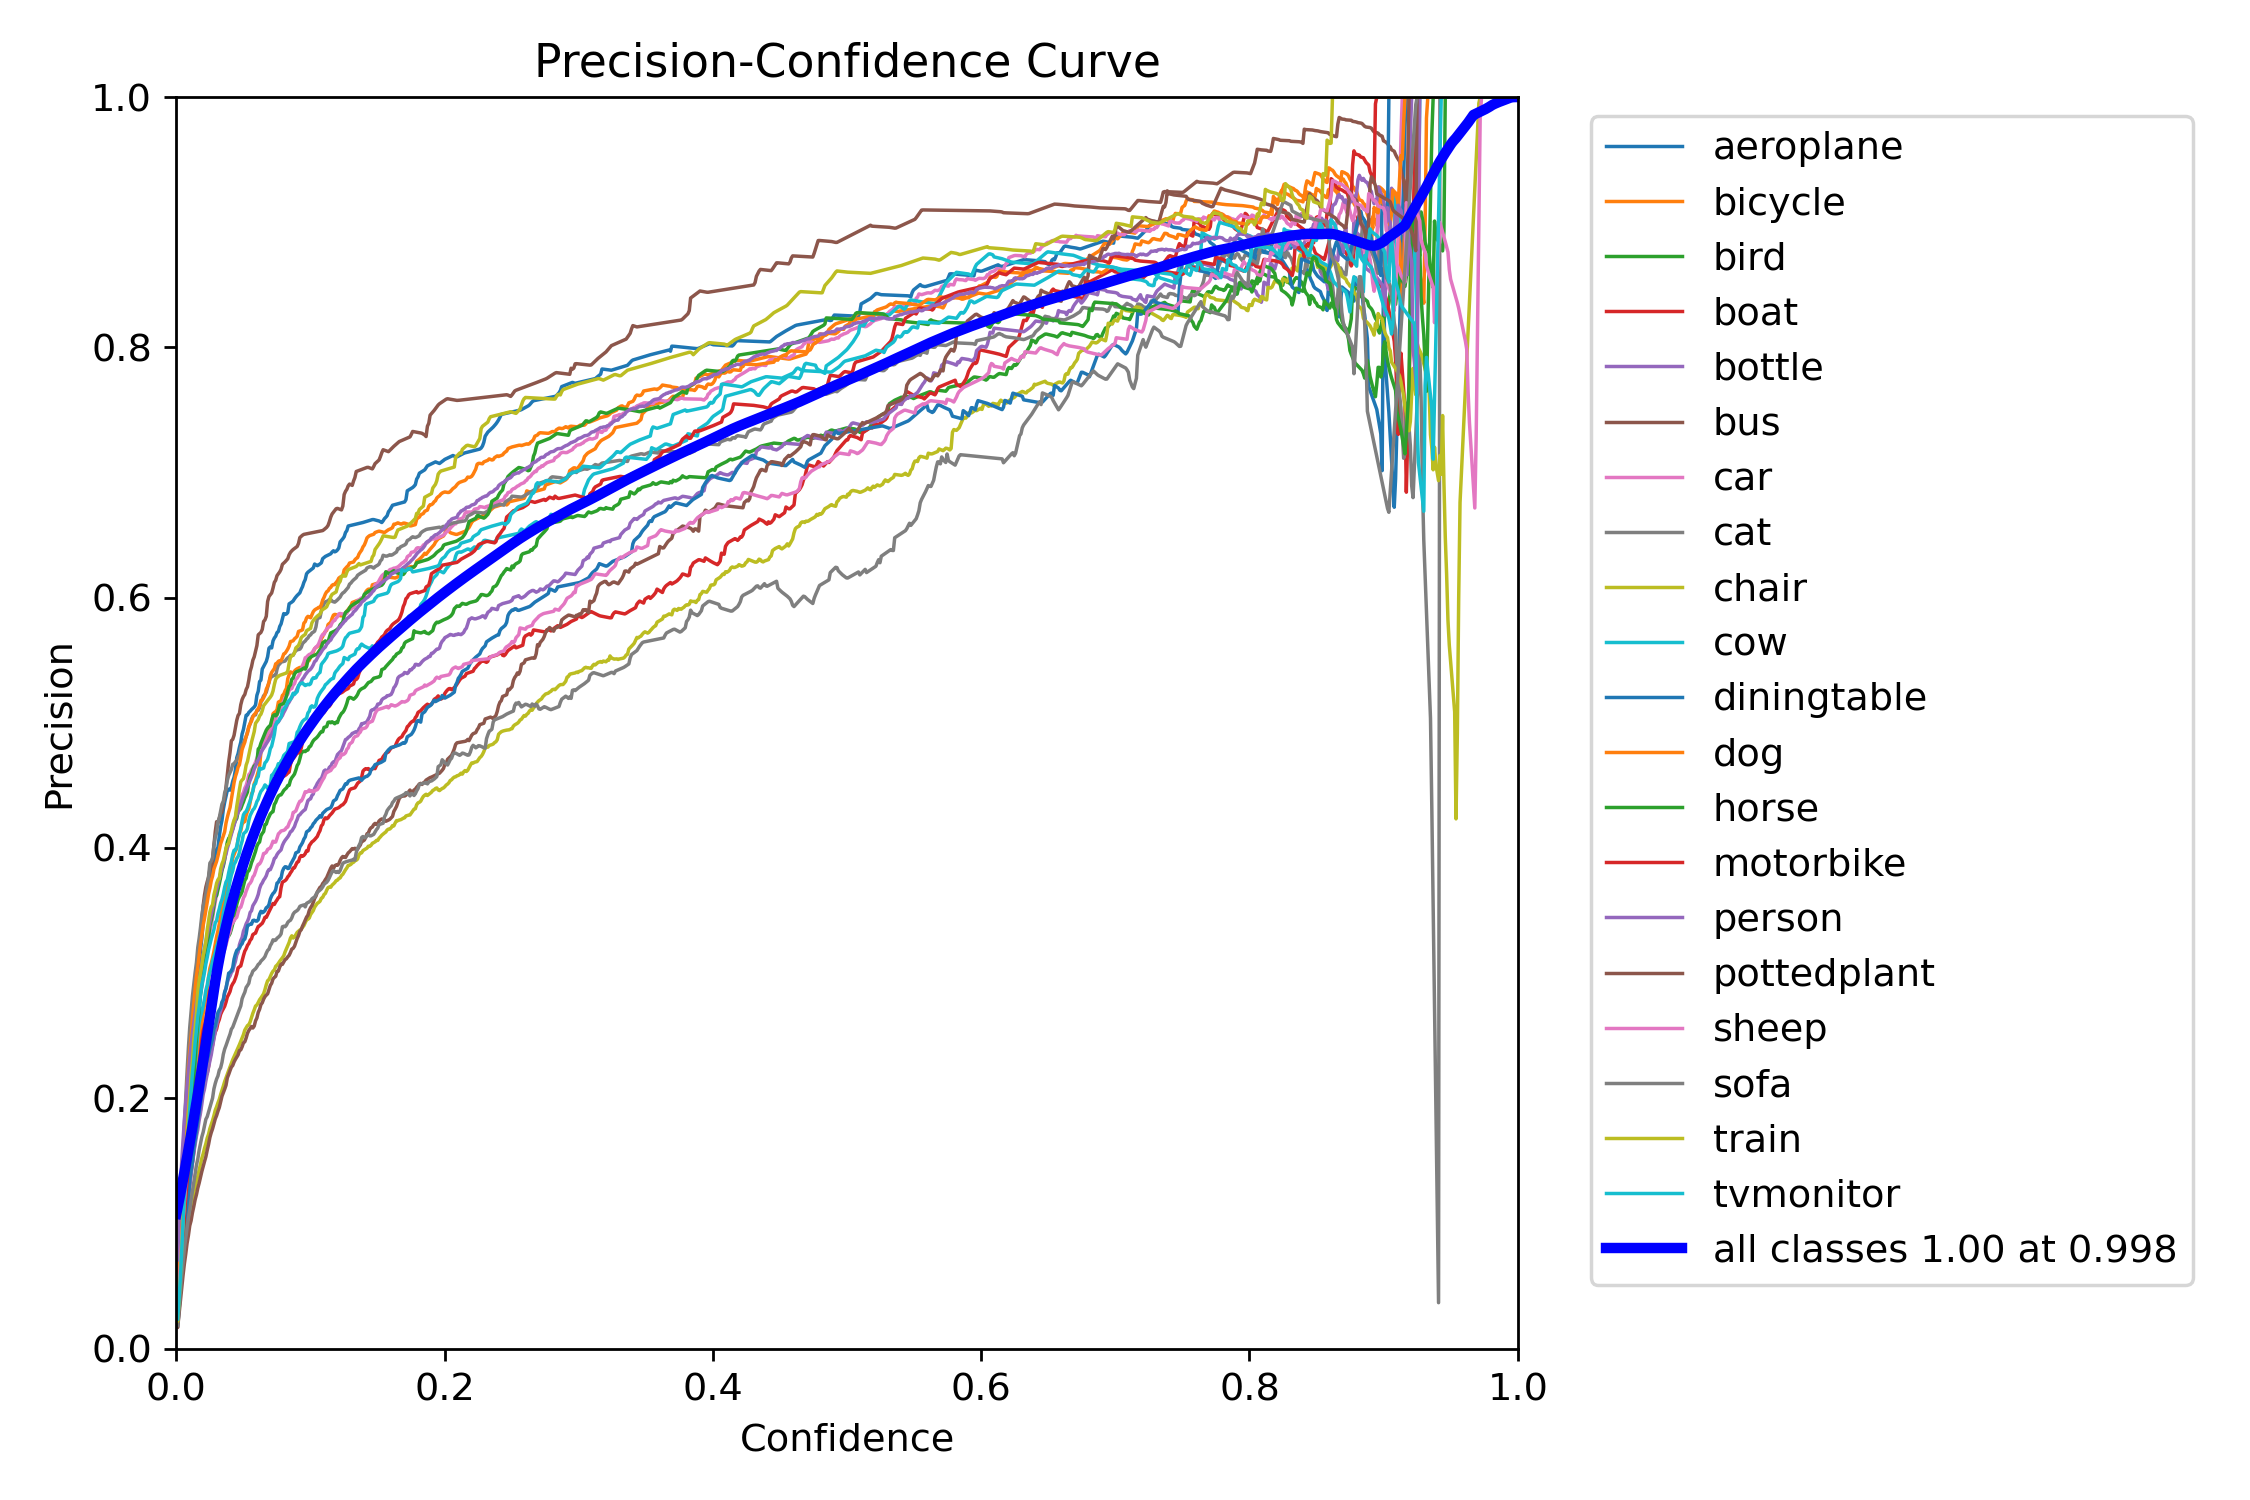 Precision-Confidence Curve
1.0
0.8
0.6
0.4
0.2
0.0
Precision
0.0 0.2 0.4 0.6 0.8 1.0
Confidence
aeroplane
bicycle
bird
boat
bottle
bus
car
cat
chair
cow
diningtable
dog
horse
motorbike
person
pottedplant
sheep
sofa
train
tvmonitor
all classes 1.00 at 0.998